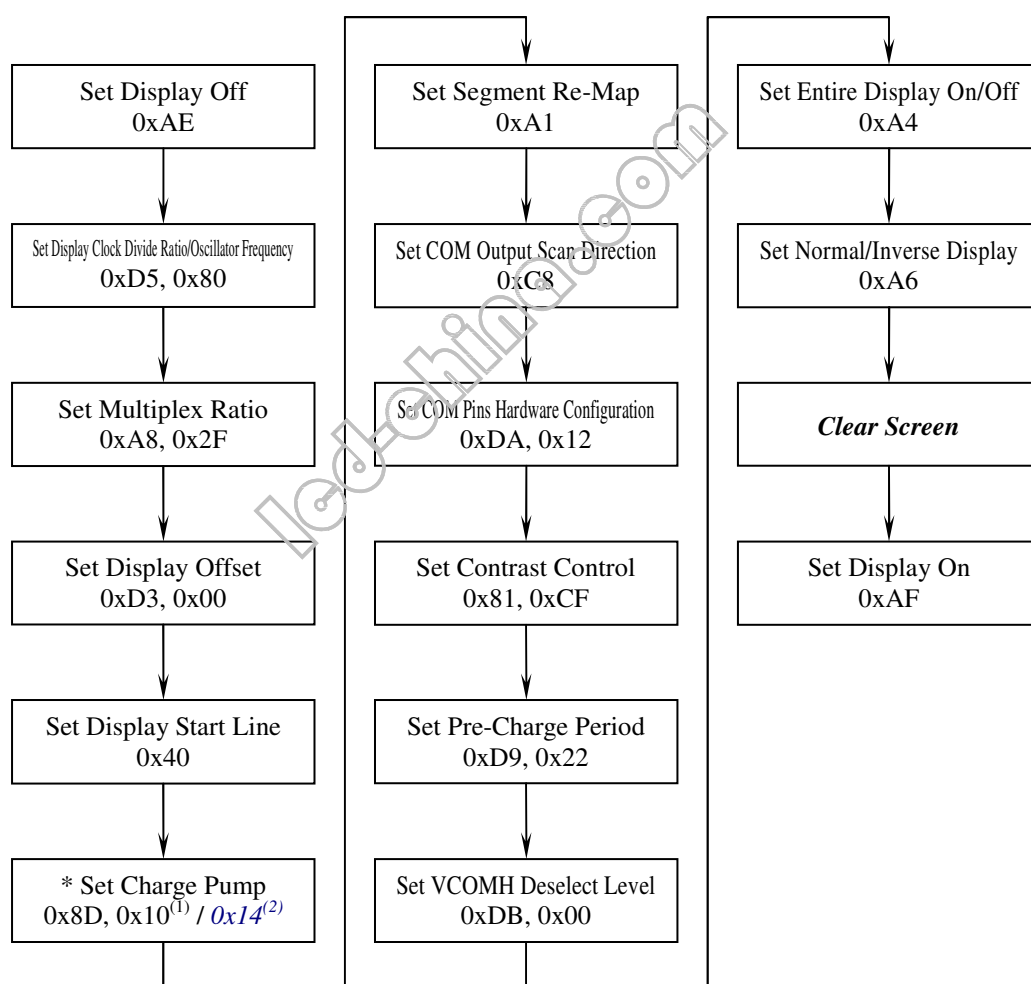 Set Display Off
0xAE
Set Display Clock Divide Ratio/Oscillator Frequency
0xD5, 0x80
Set Multiplex Ratio
0xA8, 0x2F
Set Display Offset
0xD3, 0x00
Set Display Start Line
0x40
* Set Charge Pump
0x8D, 0x10(1) / 0x14(2)
Set Segment Re-Map
0xA1
Set COM Output Scan Direction
0xC8
Set COM Pins Hardware Configuration
0xDA, 0x12
Set Contrast Control
0x81, 0xCF
Set Pre-Charge Period
0xD9, 0x22
Set VCOMH Deselect Level
0xDB, 0x00
Set Entire Display On/Off
0xA4
Set Normal/Inverse Display
0xA6
Clear Screen
Set Display On
0xAF
lcd-china.com